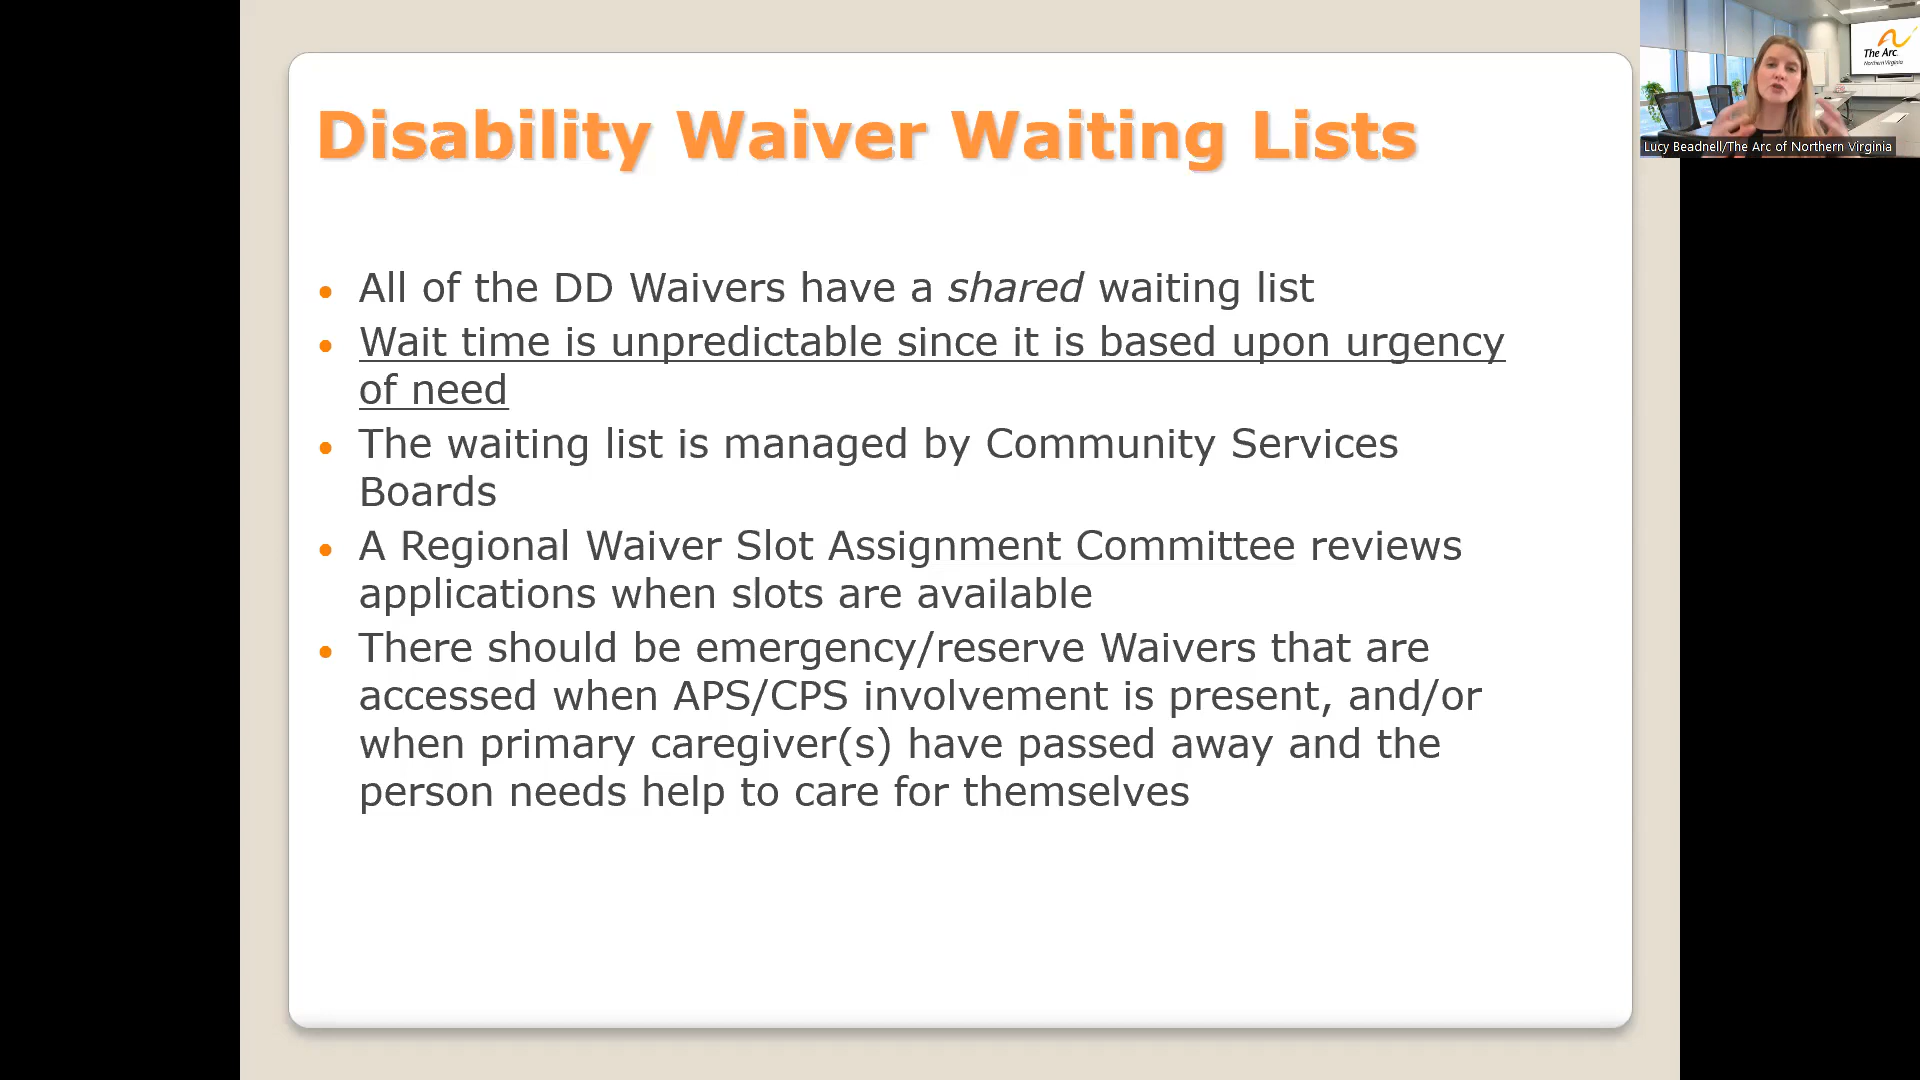 Disability Waiver Waiting Lists
All of the DD Waivers have a shared waiting list
Wait time is unpredictable since it is based upon urgency
of need
The waiting list is managed by Community Services
Boards
A Regional Waiver Slot Assignment Committee reviews
applications when slots are available
There should be emergency/reserve Waivers that are
accessed when APS/CPS involvement is present, and/or
when primary caregiver(s) have passed away and the
person needs help to care for themselves
The Arc
Northern Virginia
Lucy Beadnell/The Arc of Northern Virginia